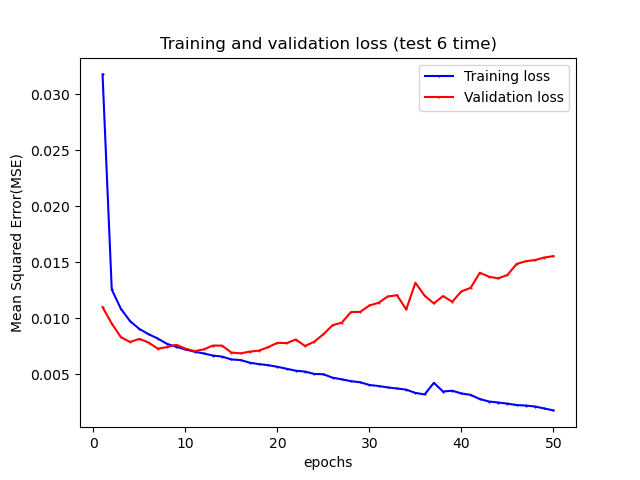 Training and validation loss (test 6 time)
Training loss
Validation loss
0.030
0.025
0.020
0.015
0.010
0.005
Mean Squared Error(MSE)
0 10 20 30 40 50
epochs